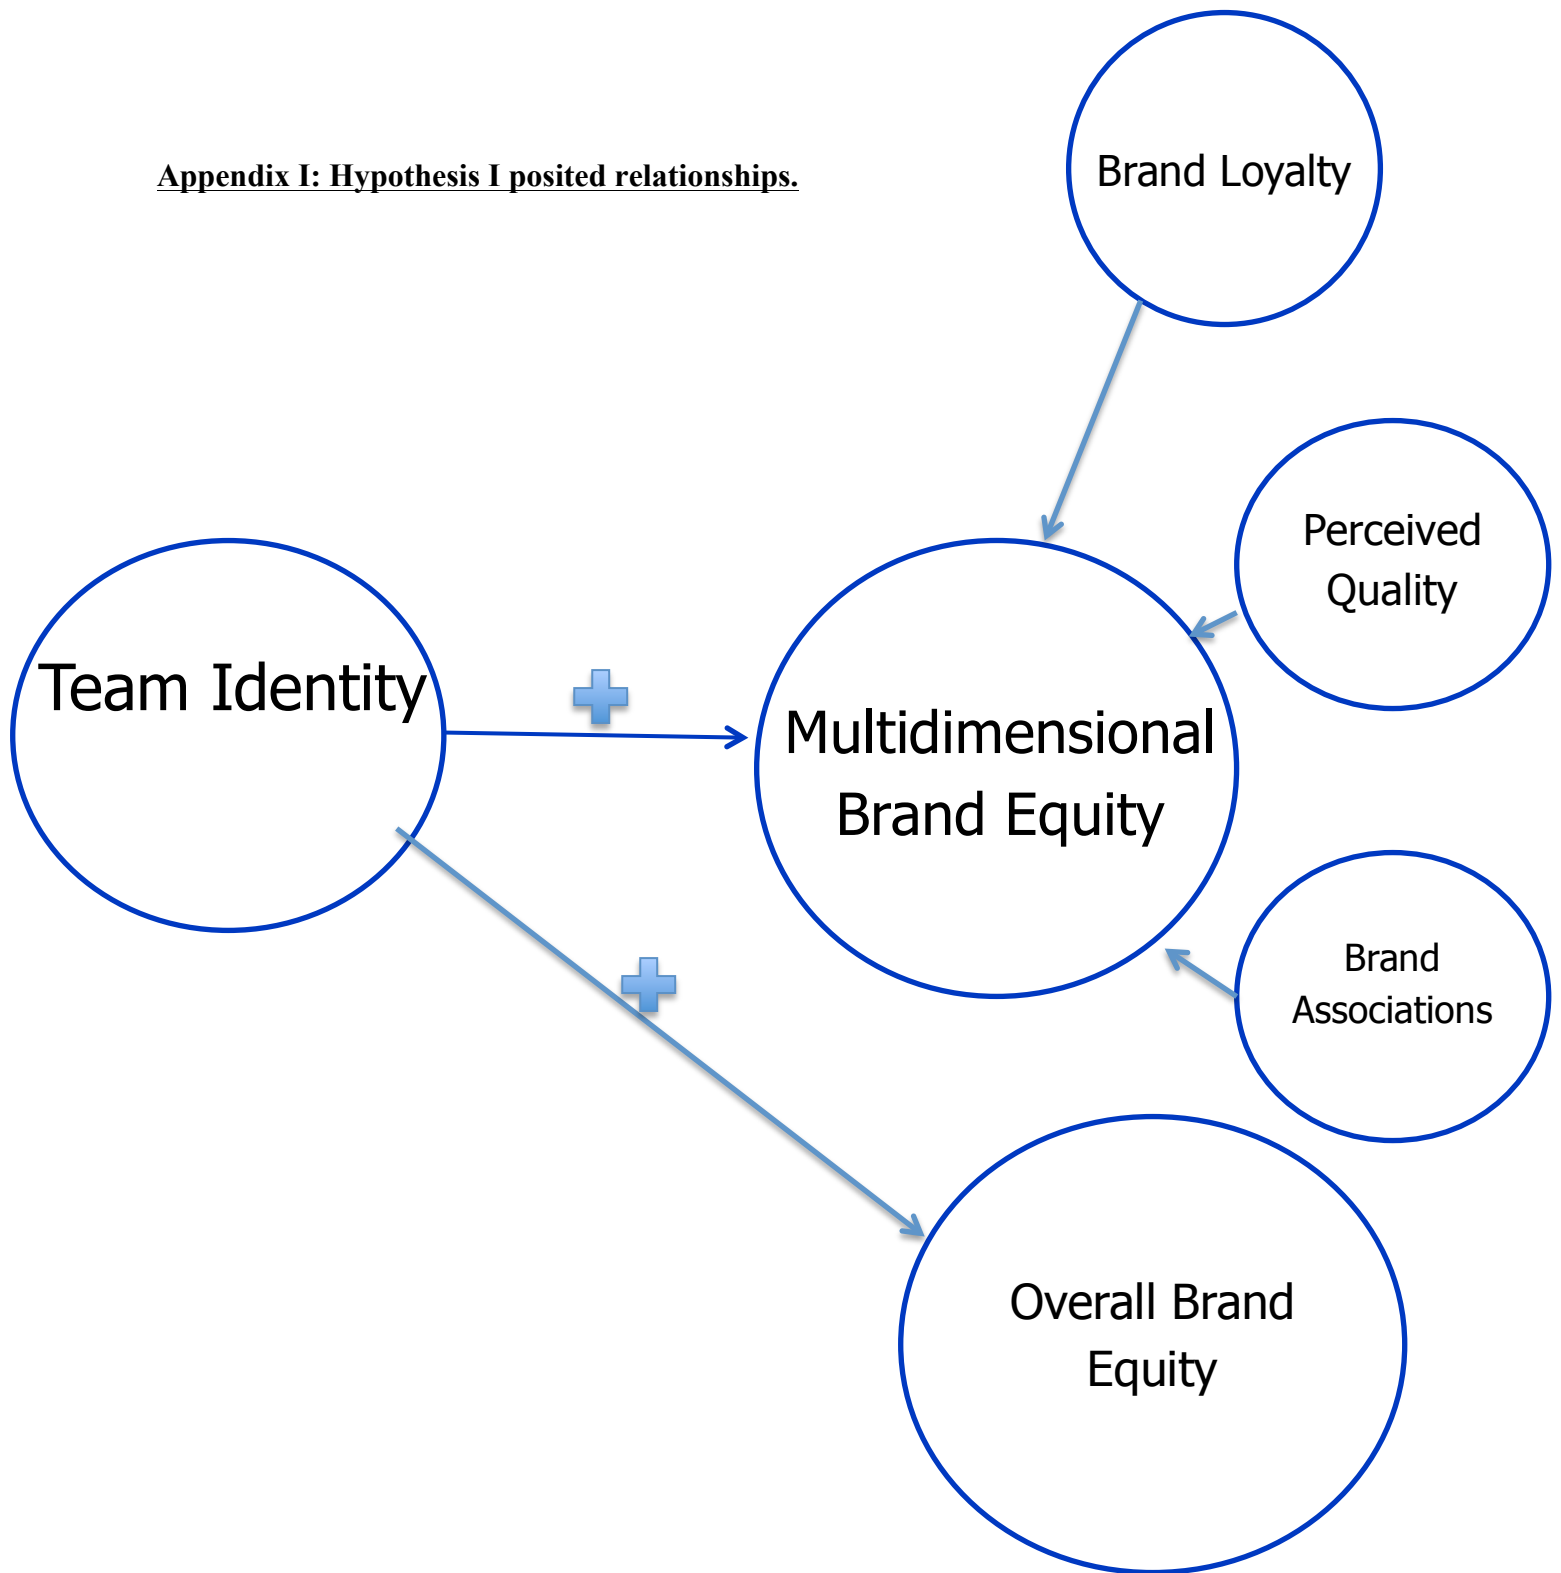 Appendix I: Hypothesis I posited relationships.
Brand Loyalty
Perceived
Quality
Team Identity
Multidimensional
Brand Equity
Brand
Associations
Overall Brand
Equity